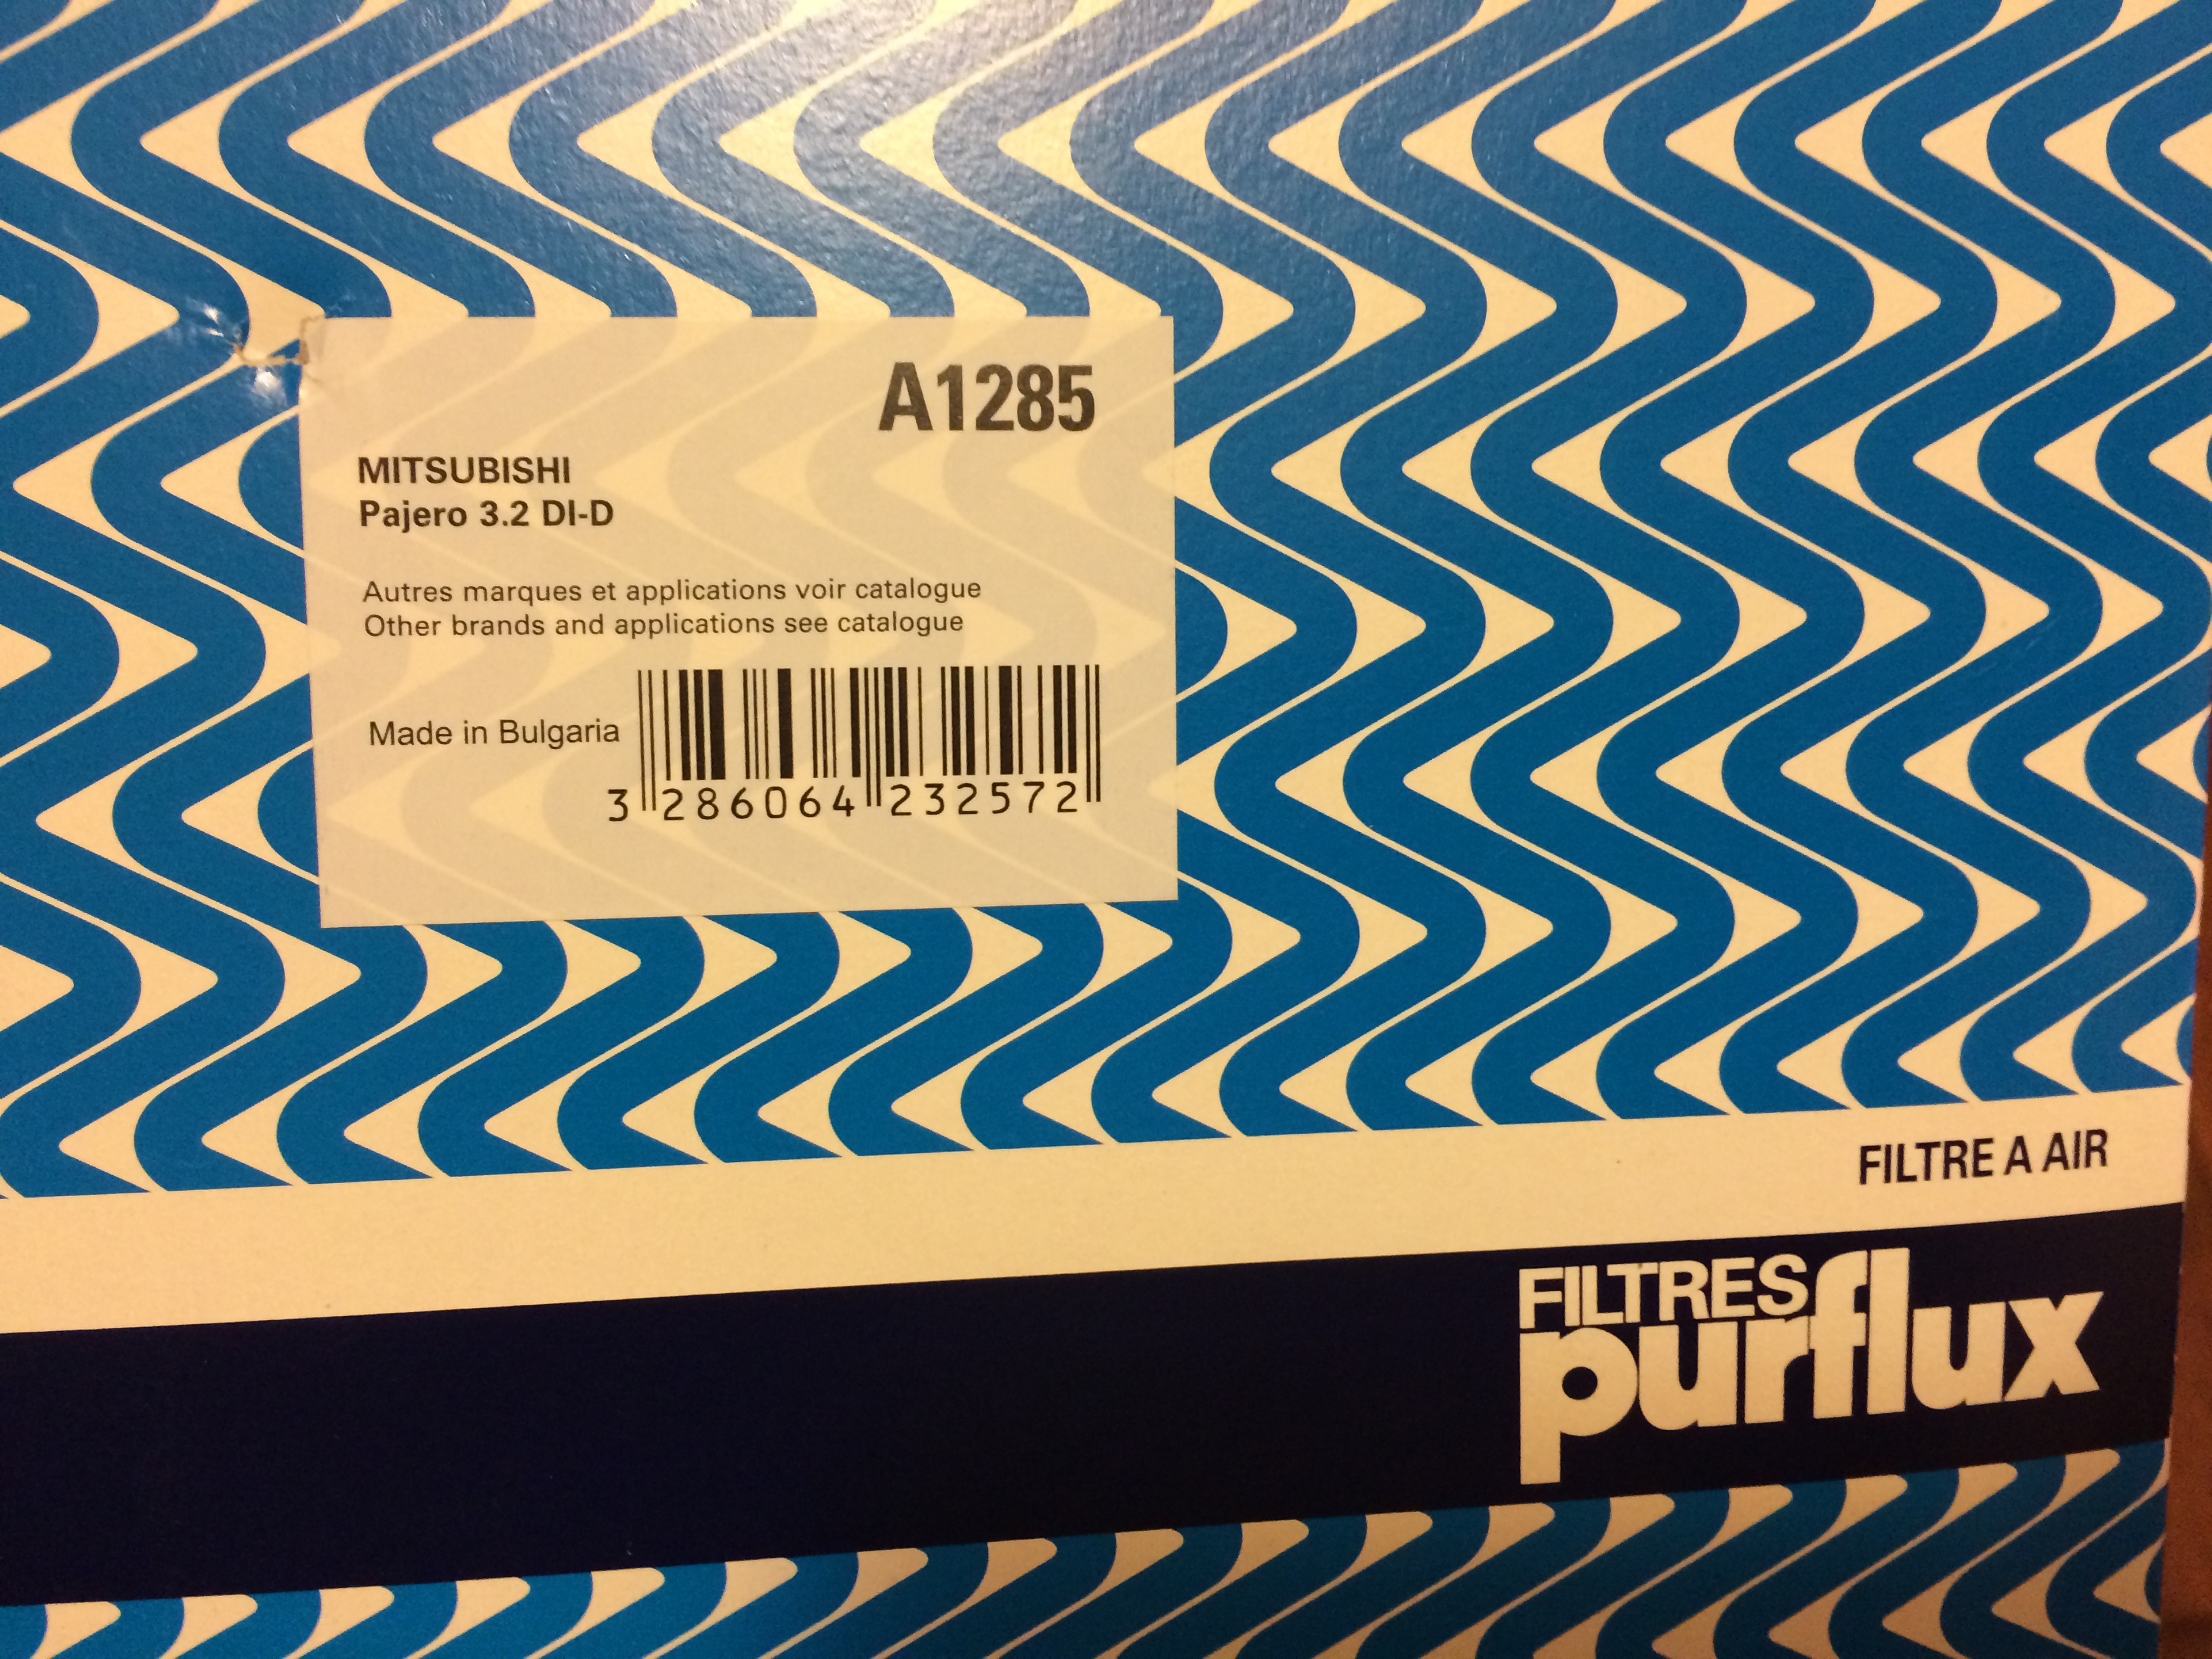 A1285
MITSUBISHI
Pajero 3.2 DI-D
Autres marques et applications voir catalogue
Other brands and applications see catalogue
Made in Bulgaria
3 286064 232572
FILTRE A AIR
FILTRES
purflux